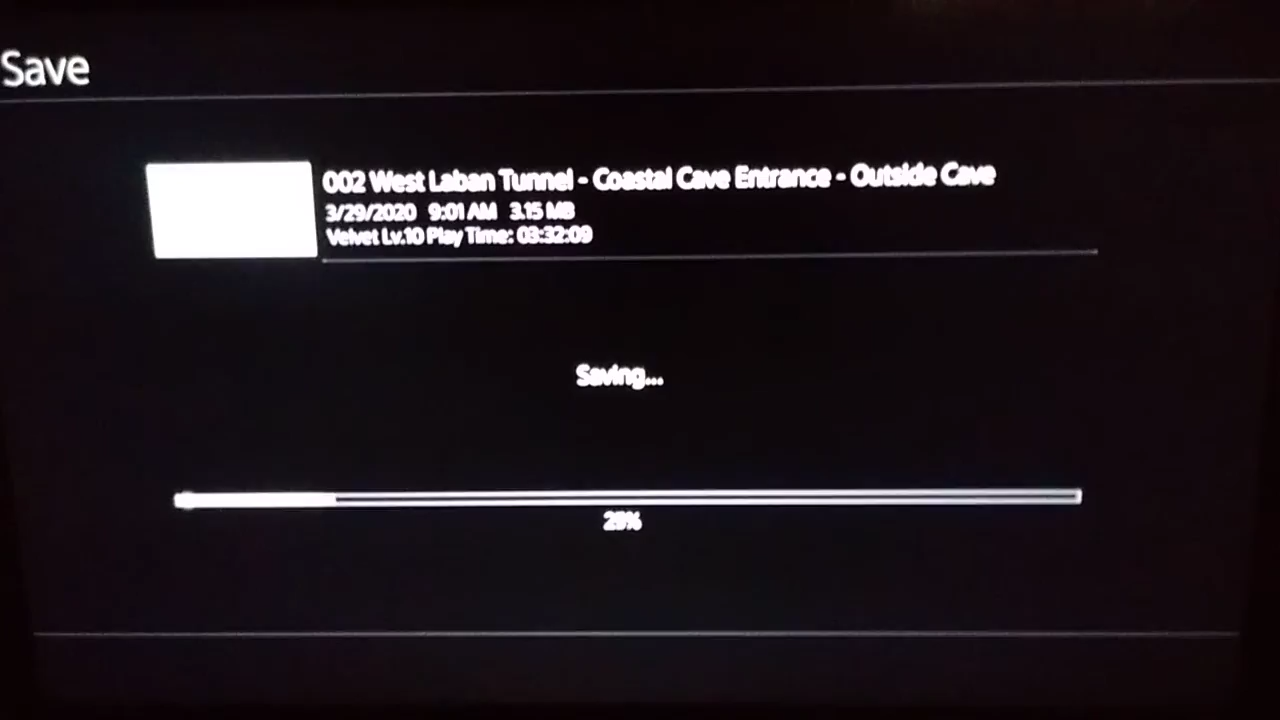 Save
002 West Laban Tunnel - Coastal Cave Entrance - Outside Cave
3/29/2020 9:01 AM 3.15 MB
Velvet Lv.10 Play Time: 03:32:09
Saving...